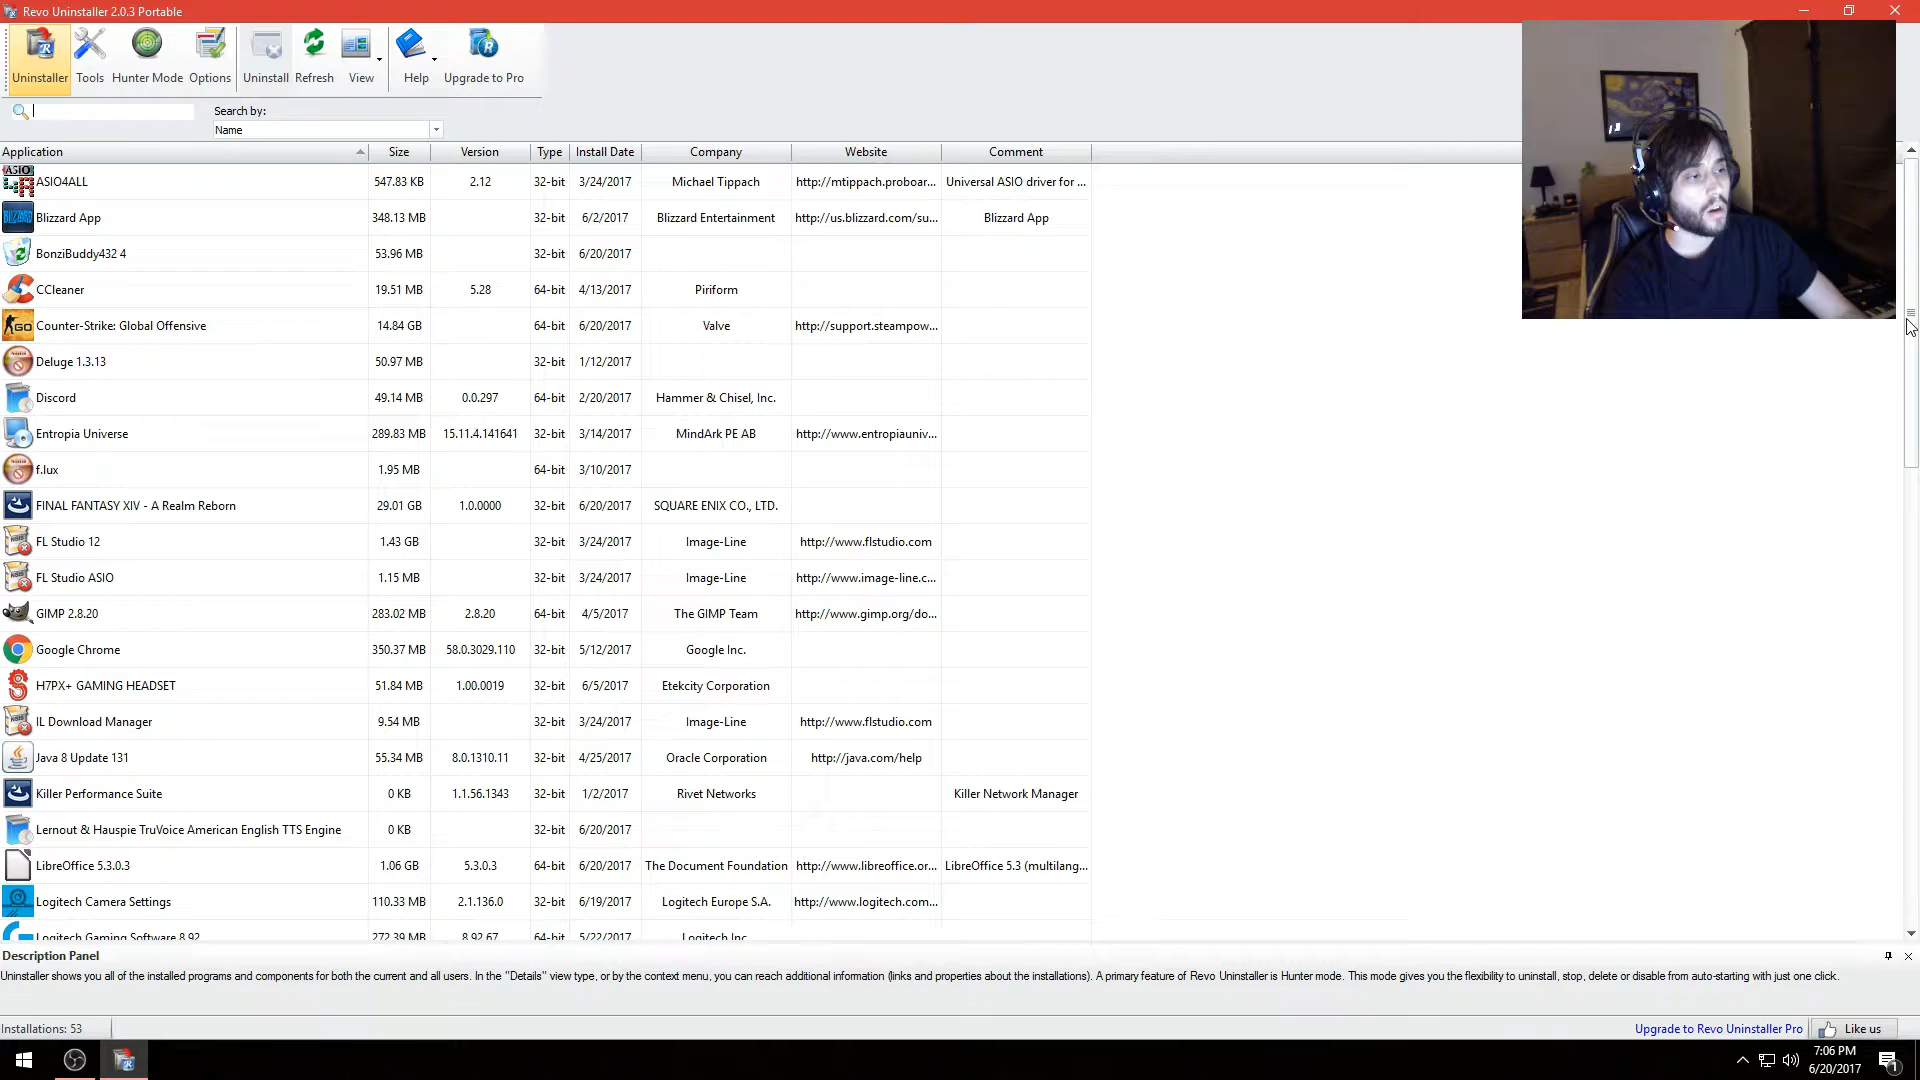 Revo Uninstaller 2.0.3 Portable
Uninstaller Tools Hunter Mode Options Uninstall Refresh View Help Upgrade to Pro
Search by:
Name
Application Size Version Type Install Date Company Website Comment
ASIO4ALL 547.83 KB 2.12 32-bit 3/24/2017 Michael Tippach http://mtippach.proboar... Universal ASIO driver for ...
Blizzard App 348.13 MB 32-bit 6/2/2017 Blizzard Entertainment http://us.blizzard.com/su... Blizzard App
BonziBuddy432 4 53.96 MB 32-bit 6/20/2017
CCleaner 19.51 MB 5.28 64-bit 4/13/2017 Piriform
Counter-Strike: Global Offensive 14.84 GB 64-bit 6/20/2017 Valve http://support.steampow...
Deluge 1.3.13 50.97 MB 32-bit 1/12/2017
Discord 49.14 MB 0.0.297 64-bit 2/20/2017 Hammer & Chisel, Inc.
Entropia Universe 289.83 MB 15.11.4.141641 32-bit 3/14/2017 MindArk PE AB http://www.entropiauniv...
f.lux 1.95 MB 64-bit 3/10/2017
FINAL FANTASY XIV - A Realm Reborn 29.01 GB 1.0.0000 32-bit 6/20/2017 SQUARE ENIX CO., LTD.
FL Studio 12 1.43 GB 32-bit 3/24/2017 Image-Line http://www.flstudio.com
FL Studio ASIO 1.15 MB 32-bit 3/24/2017 Image-Line http://www.image-line.c...
GIMP 2.8.20 283.02 MB 2.8.20 64-bit 4/5/2017 The GIMP Team http://www.gimp.org/do...
Google Chrome 350.37 MB 58.0.3029.110 32-bit 5/12/2017 Google Inc.
H7PX+ GAMING HEADSET 51.84 MB 1.00.0019 32-bit 6/5/2017 Etekcity Corporation
IL Download Manager 9.54 MB 32-bit 3/24/2017 Image-Line http://www.flstudio.com
Java 8 Update 131 55.34 MB 8.0.1310.11 32-bit 4/25/2017 Oracle Corporation http://java.com/help
Killer Performance Suite 0 KB 1.1.56.1343 32-bit 1/2/2017 Rivet Networks Killer Network Manager
Lernout & Hauspie TruVoice American English TTS Engine 0 KB 32-bit 6/20/2017
LibreOffice 5.3.0.3 1.06 GB 5.3.0.3 64-bit 6/20/2017 The Document Foundation http://www.libreoffice.or... LibreOffice 5.3 (multilang...
Logitech Camera Settings 110.33 MB 2.1.136.0 32-bit 6/19/2017 Logitech Europe S.A. http://www.logitech.com...
Logitech Gaming Software 8.92 272.39 MB 8.92.67 64-bit 5/22/2017 Logitech Inc.
Description Panel
Uninstaller shows you all of the installed programs and components for both the current and all users. In the "Details" view type, or by the context menu, you can reach additional information (links and properties about the installations). A primary feature of Revo Uninstaller is Hunter mode. This mode gives you the flexibility to uninstall, stop, delete or disable from auto-starting with just one click.
Installations: 53 Upgrade to Revo Uninstaller Pro Like us
7:06 PM
6/20/2017
1